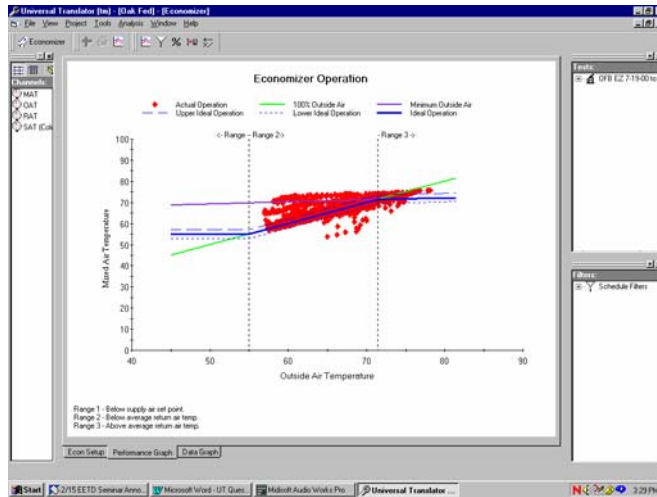 Universal Translator [tm] - [Oak Fed] - [Economizer]
File View Project Tools Analysis Window Help
Economizer
Channels:
MAT
OAT
RAT
SAT
Economizer Operation
Actual Operation 100% Outside Air Minimum Outside Air
Upper Ideal Operation Lower Ideal Operation Ideal Operation
<- Range - Range 2-> - Range 3 ->
100
90
80
70
60
50
40
30
20
10
0
Mixed Air Temperature
40 50 60 70 80 90
Outside Air Temperature
Range 1 - Below supply air set point.
Range 2 - Below average return air temp.
Range 3 - Above average return air temp.
Econ Setup Performance Graph Data Graph
Tests:
OFB EZ 7-19-00 to
Filters:
Schedule Filters
Start 2/15 EETD Seminar Anno... Microsoft Word - UT Ques... Midisoft Audio Works Pro Universal Translator ... 3:29 PM